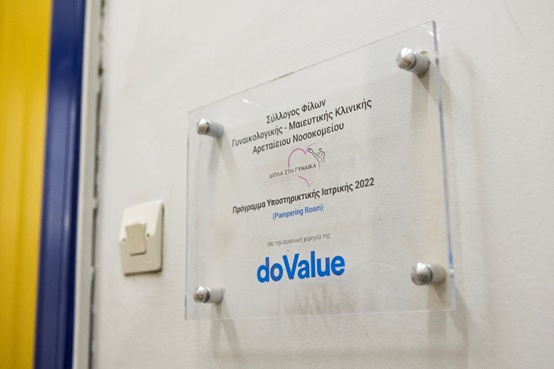 Σύλλογος Φίλων
Γυναικολογικής - Μαιευτικής Κλινικής
Αρεταίειου Νοσοκομείου
ΔΙΠΛΑ ΣΤΗ ΓΥΝΑΙΚΑ
Πρόγραμμα Υποστηρικτικής Ιατρικής 2022
(Pampering Room)
Με την ευγενική χορηγία της
doValue